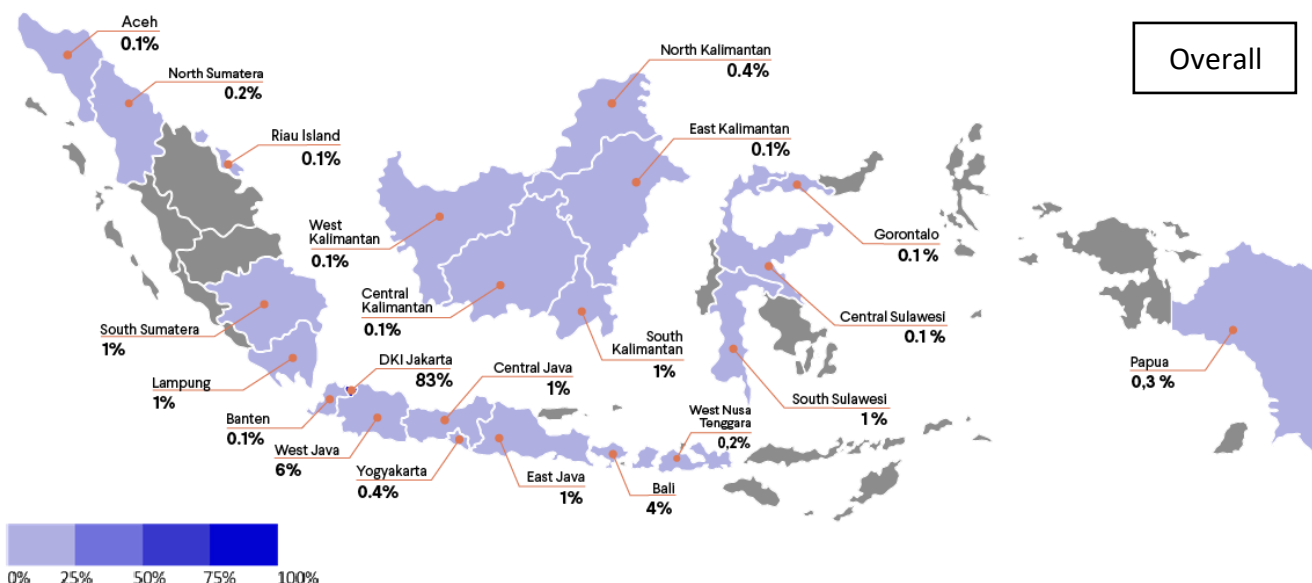 Aceh
0.1%
North Sumatera
0.2%
Riau Island
0.1%
North Kalimantan
0.4%
East Kalimantan
0.1%
Overall
West
Kalimantan
0.1%
Gorontalo
0.1%
Central
Kalimantan
0.1%
South Sumatera
1%
Central Sulawesi
0.1%
South
Kalimantan
1%
Papua
0,3 %
Lampung
1%
DKI Jakarta
83%
Central Java
1%
South Sulawesi
1%
Banten
0.1%
West Nusa
Tenggara
0,2%
West Java
6%
Yogyakarta
0.4%
East Java
1%
Bali
4%
0% 25% 50% 75% 100%